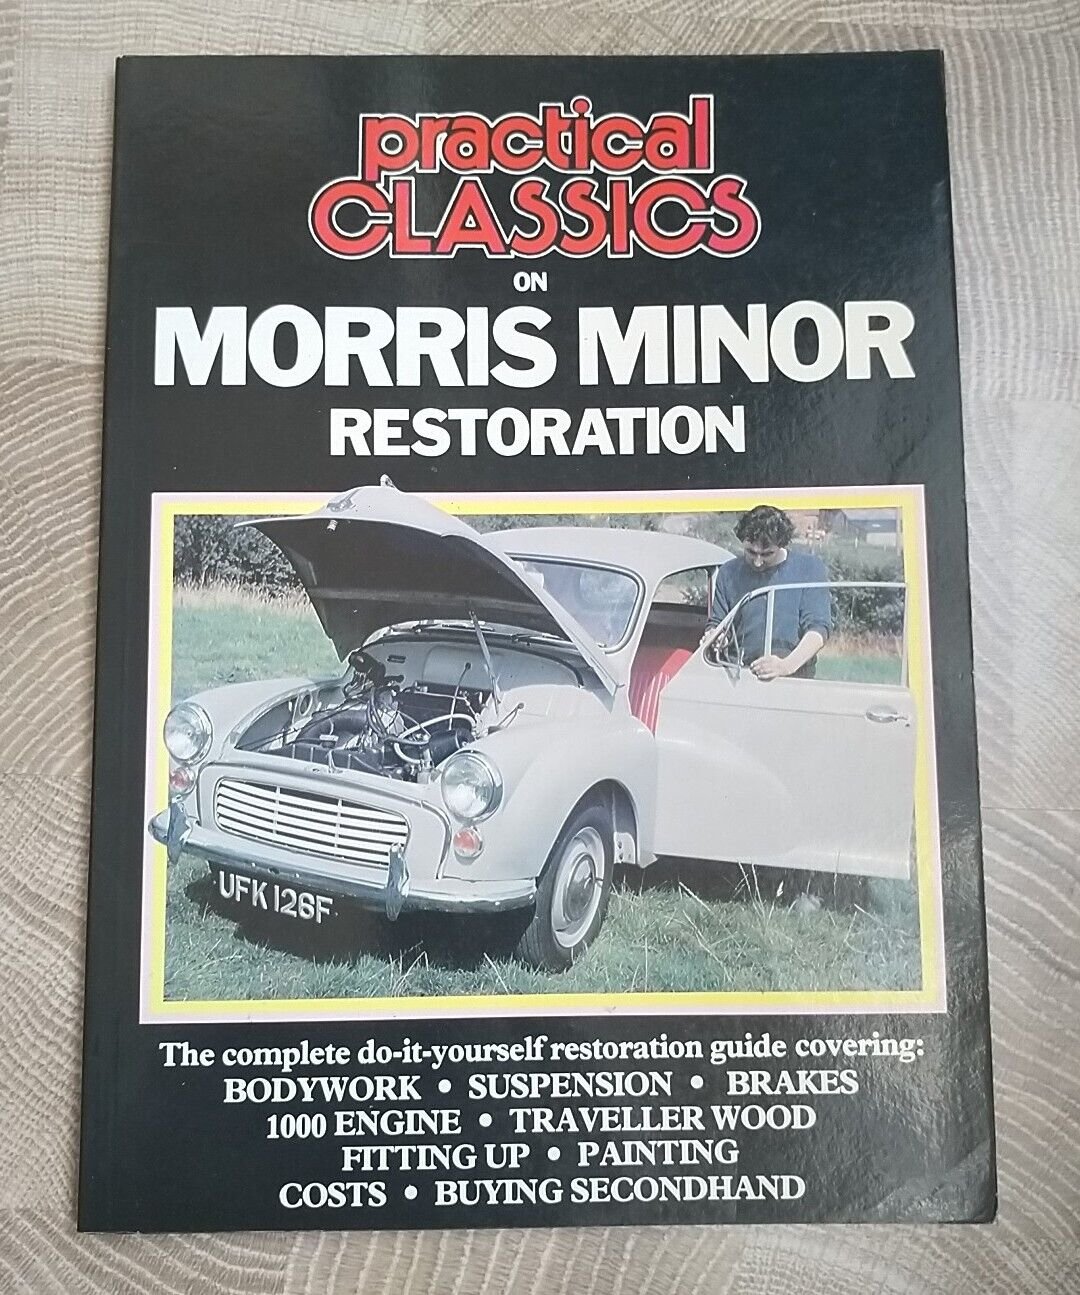 practical
CLASSICS
ON
MORRIS MINOR
RESTORATION
UFK 126F
The complete do-it-yourself restoration guide covering:
BODYWORK • SUSPENSION • BRAKES
1000 ENGINE • TRAVELLER WOOD
FITTING UP • PAINTING
COSTS • BUYING SECONDHAND